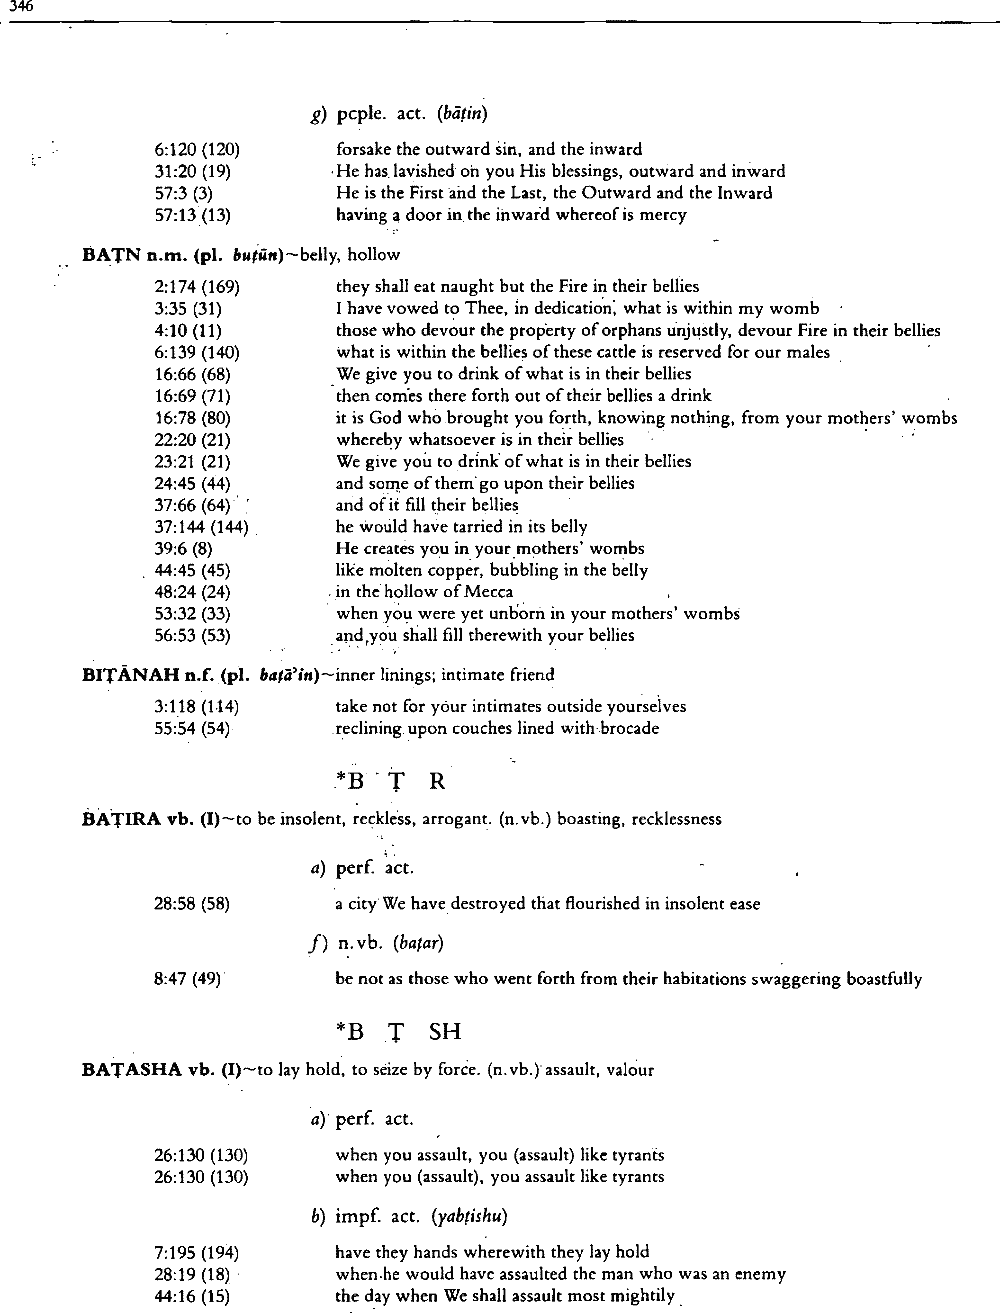 346
g) pcple. act. (bāṭin)
6:120 (120) forsake the outward sin, and the inward
31:20 (19) He has lavished on you His blessings, outward and inward
57:3 (3) He is the First and the Last, the Outward and the Inward
57:13 (13) having a door in the inward whereof is mercy
BAṬN n.m. (pl. buṭūn)~belly, hollow
2:174 (169) they shall eat naught but the Fire in their bellies
3:35 (31) I have vowed to Thee, in dedication, what is within my womb
4:10 (11) those who devour the property of orphans unjustly, devour Fire in their bellies
6:139 (140) what is within the bellies of these cattle is reserved for our males
16:66 (68) We give you to drink of what is in their bellies
16:69 (71) then comes there forth out of their bellies a drink
16:78 (80) it is God who brought you forth, knowing nothing, from your mothers' wombs
22:20 (21) whereby whatsoever is in their bellies
23:21 (21) We give you to drink of what is in their bellies
24:45 (44) and some of them go upon their bellies
37:66 (64) and of it fill their bellies
37:144 (144) he would have tarried in its belly
39:6 (8) He creates you in your mothers' wombs
44:45 (45) like molten copper, bubbling in the belly
48:24 (24) in the hollow of Mecca
53:32 (33) when you were yet unborn in your mothers' wombs
56:53 (53) and you shall fill therewith your bellies
BIṬĀNAH n.f. (pl. baṭā'in)~inner linings; intimate friend
3:118 (114) take not for your intimates outside yourselves
55:54 (54) reclining upon couches lined with brocade
*B Ṭ R
BAṬIRA vb. (I)~to be insolent, reckless, arrogant. (n.vb.) boasting, recklessness
a) perf. act.
28:58 (58) a city We have destroyed that flourished in insolent ease
f) n.vb. (baṭar)
8:47 (49) be not as those who went forth from their habitations swaggering boastfully
*B Ṭ SH
BAṬASHA vb. (I)~to lay hold, to seize by force. (n.vb.) assault, valour
a) perf. act.
26:130 (130) when you assault, you (assault) like tyrants
26:130 (130) when you (assault), you assault like tyrants
b) impf. act. (yabṭishu)
7:195 (194) have they hands wherewith they lay hold
28:19 (18) when he would have assaulted the man who was an enemy
44:16 (15) the day when We shall assault most mightily